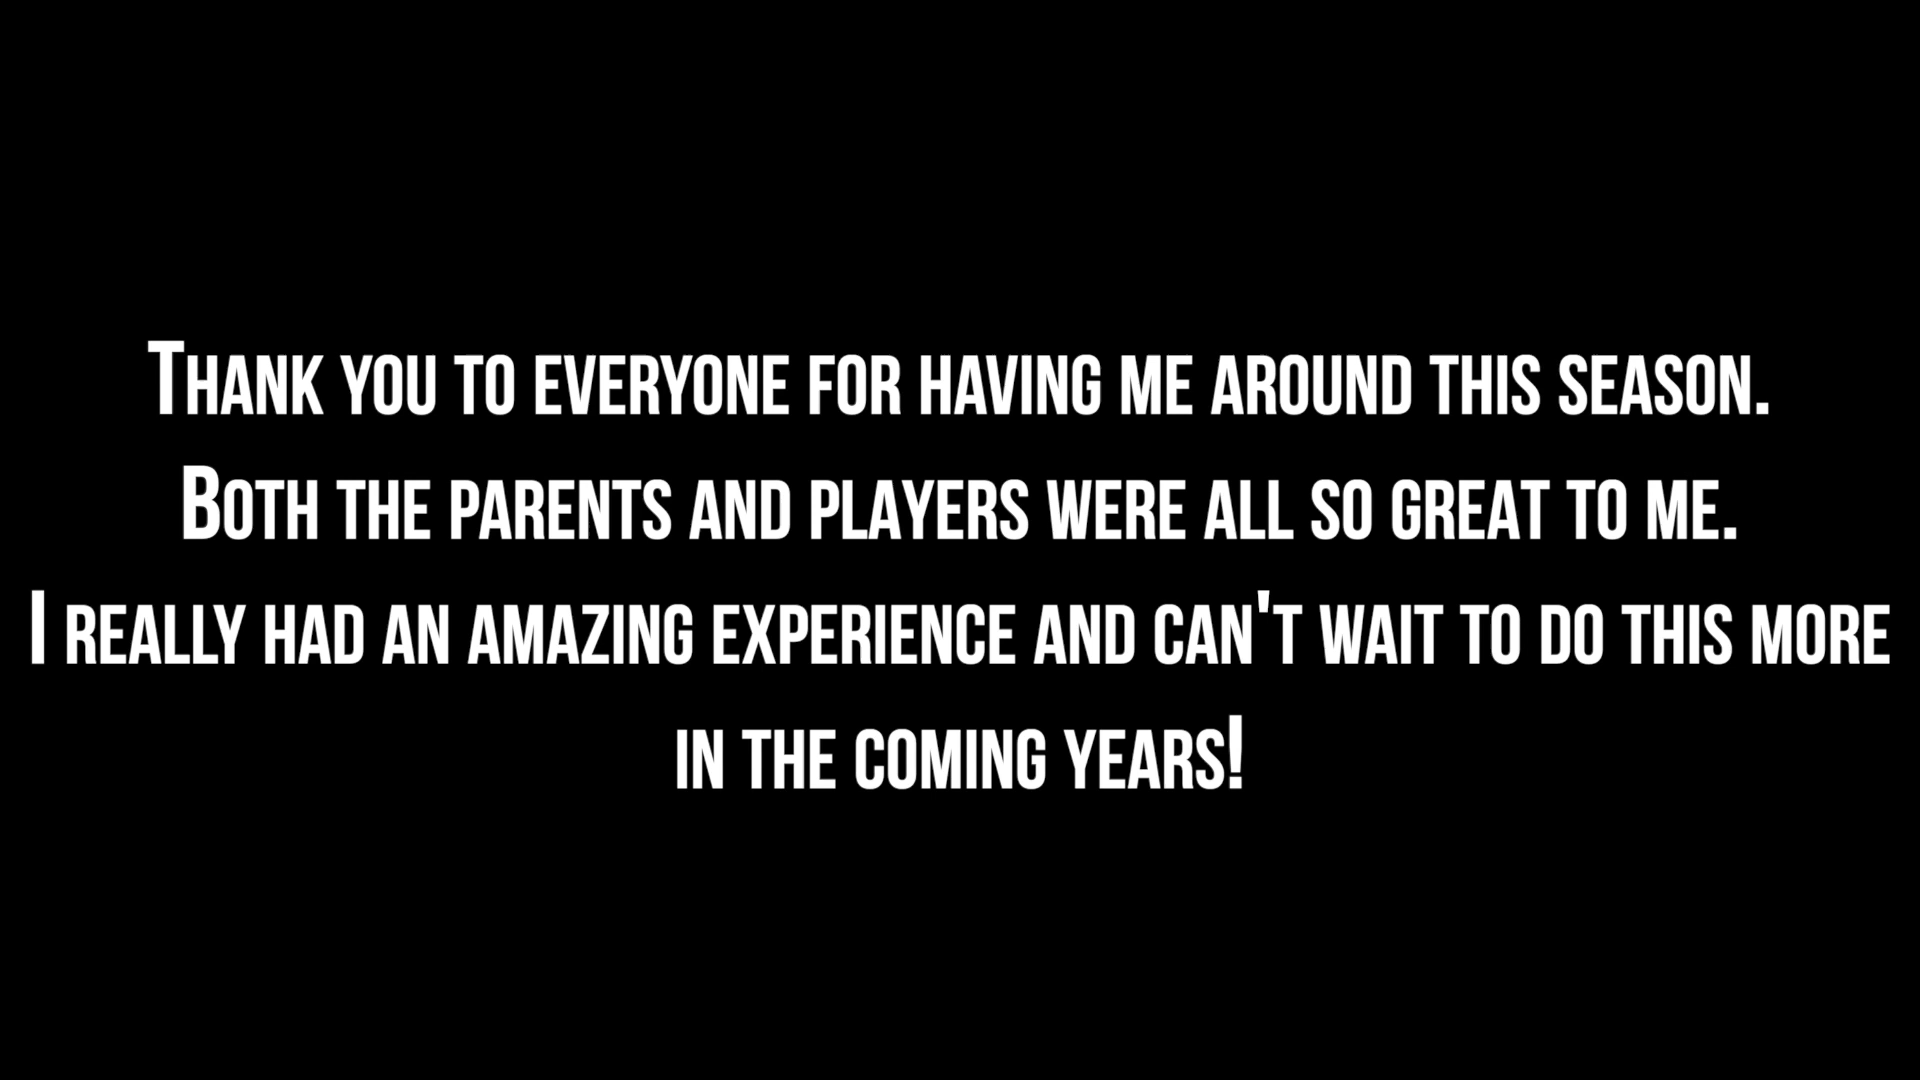 Thank you to everyone for having me around this season.
Both the parents and players were all so great to me.
I really had an amazing experience and can't wait to do this more
in the coming years!